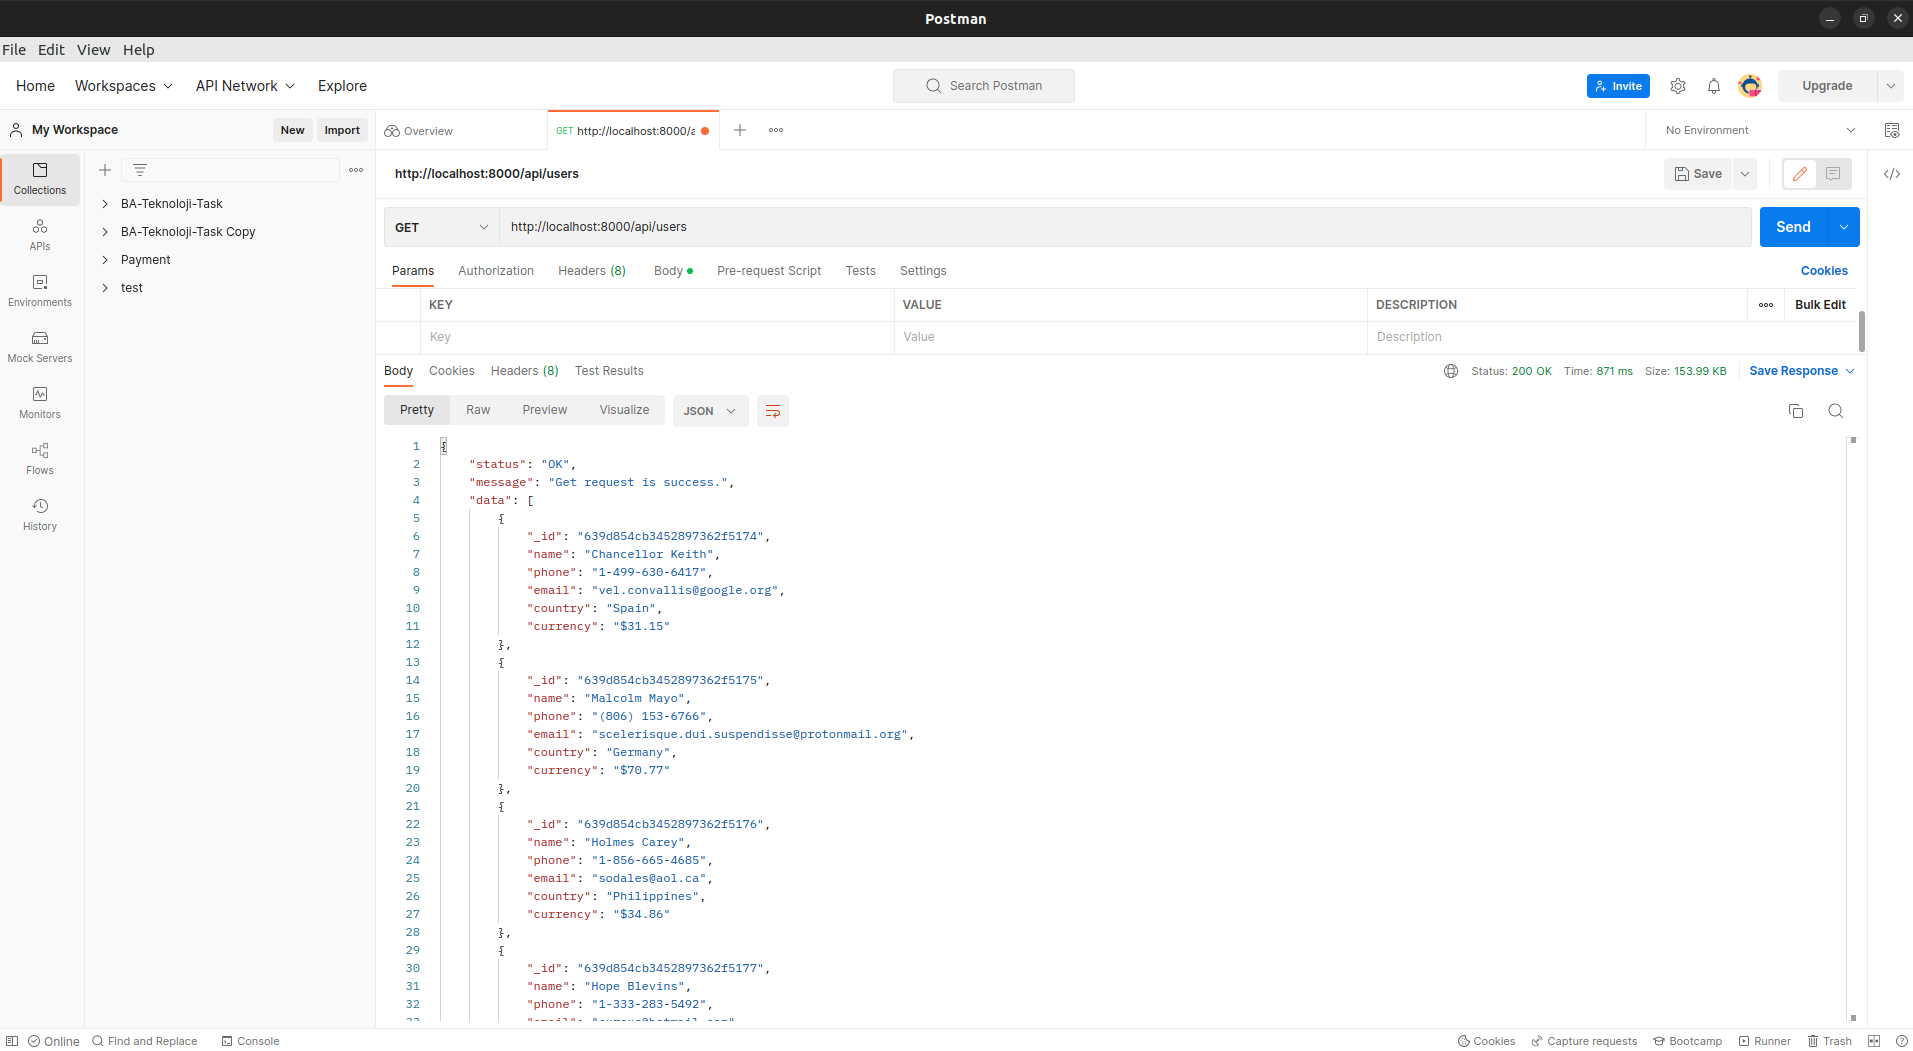 Postman
File Edit View Help
Home Workspaces API Network Explore
Search Postman
Invite
Upgrade
My Workspace New Import
Overview
GET http://localhost:8000/a
No Environment
http://localhost:8000/api/users
Save
Collections
APIs
Environments
Mock Servers
Monitors
Flows
History
BA-Teknoloji-Task
BA-Teknoloji-Task Copy
Payment
test
GET http://localhost:8000/api/users Send
Params Authorization Headers (8) Body Pre-request Script Tests Settings Cookies
KEY VALUE DESCRIPTION Bulk Edit
Key Value Description
Body Cookies Headers (8) Test Results Status: 200 OK Time: 871 ms Size: 153.99 KB Save Response
Pretty Raw Preview Visualize JSON
1 {
2 "status": "OK",
3 "message": "Get request is success.",
4 "data": [
5 {
6 "_id": "639d854cb3452897362f5174",
7 "name": "Chancellor Keith",
8 "phone": "1-499-630-6417",
9 "email": "vel.convallis@google.org",
10 "country": "Spain",
11 "currency": "$31.15"
12 },
13 {
14 "_id": "639d854cb3452897362f5175",
15 "name": "Malcolm Mayo",
16 "phone": "(806) 153-6766",
17 "email": "scelerisque.dui.suspendisse@protonmail.org",
18 "country": "Germany",
19 "currency": "$70.77"
20 },
21 {
22 "_id": "639d854cb3452897362f5176",
23 "name": "Holmes Carey",
24 "phone": "1-856-665-4685",
25 "email": "sodales@aol.ca",
26 "country": "Philippines",
27 "currency": "$34.86"
28 },
29 {
30 "_id": "639d854cb3452897362f5177",
31 "name": "Hope Blevins",
32 "phone": "1-333-283-5492",
Online Find and Replace Console Cookies Capture requests Bootcamp Runner Trash